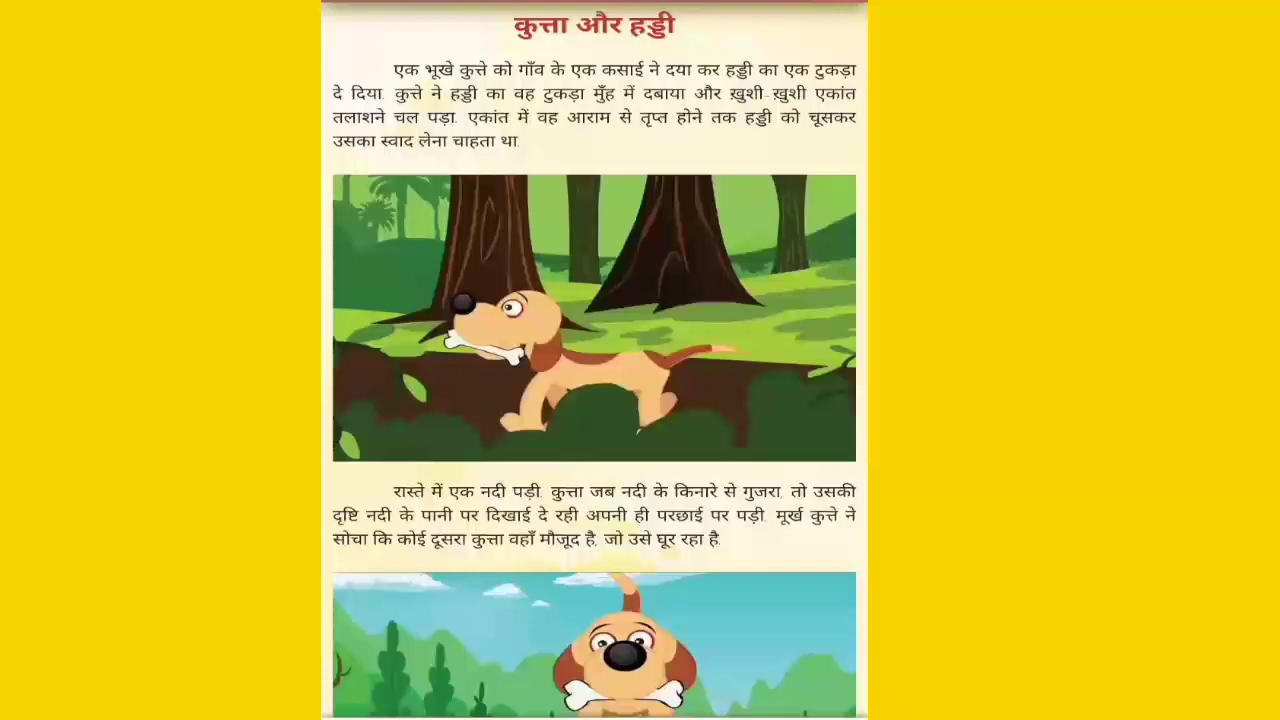 कुत्ता और हड्डी
एक भूखे कुत्ते को गाँव के एक कसाई ने दया कर हड्डी का एक टुकड़ा
दे दिया. कुत्ते ने हड्डी का वह टुकड़ा मुँह में दबाया और ख़ुशी-ख़ुशी एकांत
तलाशने चल पड़ा. एकांत में वह आराम से तृप्त होने तक हड्डी को चूसकर
उसका स्वाद लेना चाहता था.
रास्ते में एक नदी पड़ी. कुत्ता जब नदी के किनारे से गुजरा, तो उसकी
दृष्टि नदी के पानी पर दिखाई दे रही अपनी ही परछाई पर पड़ी. मूर्ख कुत्ते ने
सोचा कि कोई दूसरा कुत्ता वहाँ मौजूद है, जो उसे घूर रहा है.